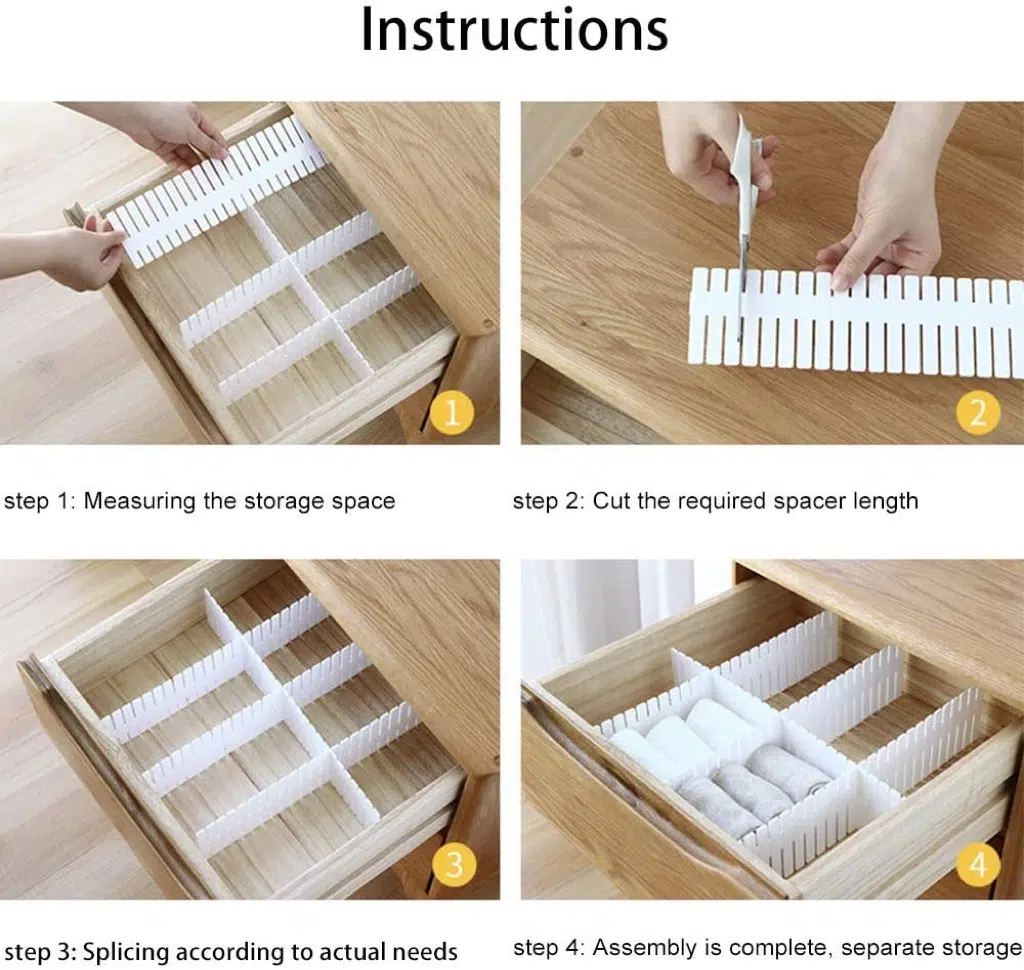 Instructions
1
2
step 1: Measuring the storage space
step 2: Cut the required spacer length
3
4
step 3: Splicing according to actual needs
step 4: Assembly is complete, separate storage